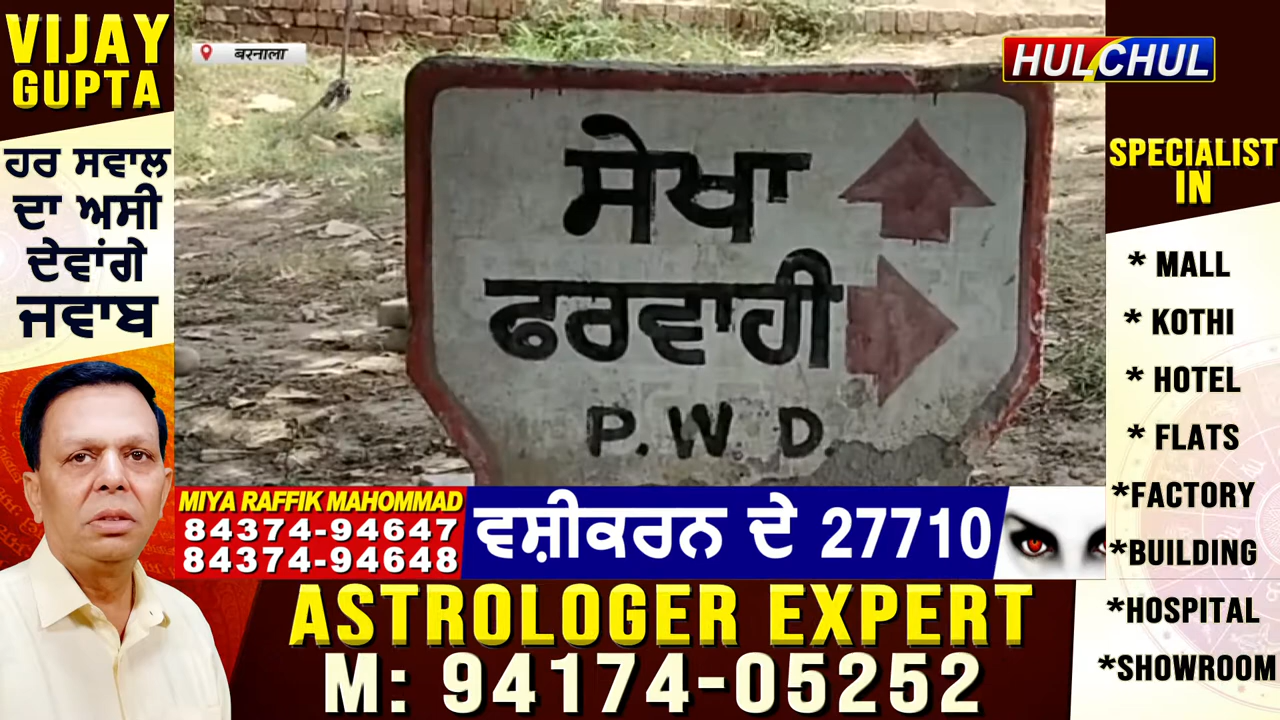 VIJAY
GUPTA
ਹਰ ਸਵਾਲ
ਦਾ ਅਸੀ
ਦੇਵਾਂਗੇ
ਜਵਾਬ
ਬਰਨਾਲਾ
HULCHUL
ਸੇਖਾ
ਫਰਵਾਹੀ
P.W.D.
SPECIALIST
IN
* MALL
* KOTHI
* HOTEL
* FLATS
*FACTORY
*BUILDING
*HOSPITAL
*SHOWROOM
MIYA RAFFIK MAHOMMAD
84374-94647
84374-94648
ਵਸ਼ੀਕਰਨ ਦੇ 27710
ASTROLOGER EXPERT
M: 94174-05252